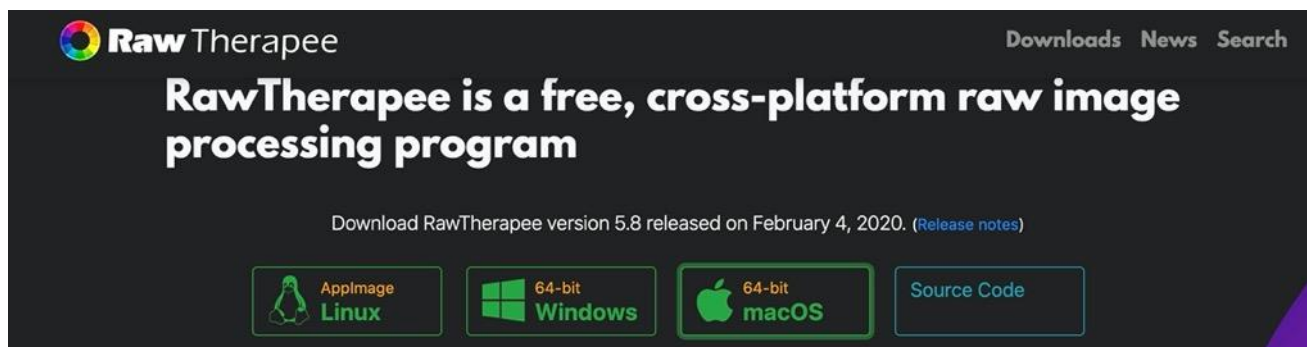 Raw Therapee
Downloads News Search
RawTherapee is a free, cross-platform raw image
processing program
Download RawTherapee version 5.8 released on February 4, 2020. (Release notes)
AppImage
Linux
64-bit
Windows
64-bit
macOS
Source Code